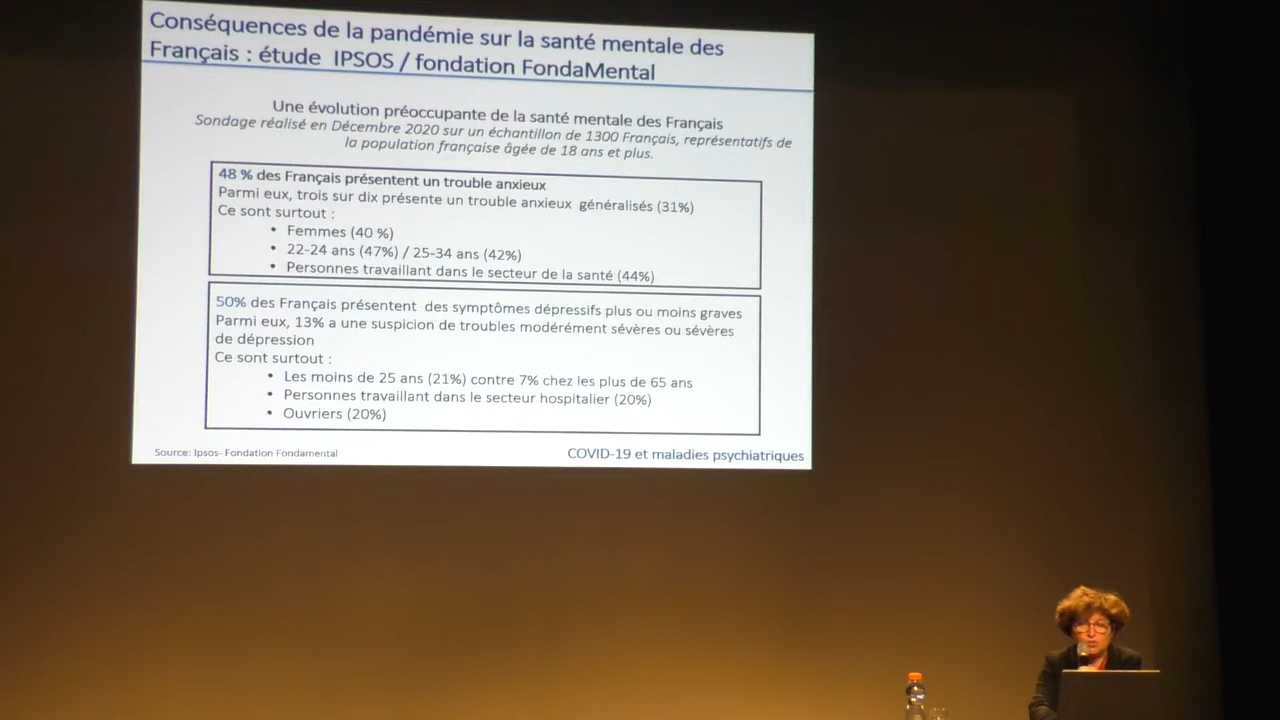 Conséquences de la pandémie sur la santé mentale des
Français : étude IPSOS / fondation FondaMental
Une évolution préoccupante de la santé mentale des Français
Sondage réalisé en Décembre 2020 sur un échantillon de 1300 Français, représentatifs de
la population française âgée de 18 ans et plus.
48 % des Français présentent un trouble anxieux
Parmi eux, trois sur dix présente un trouble anxieux généralisés (31%)
Ce sont surtout :
• Femmes (40 %)
• 22-24 ans (47%) / 25-34 ans (42%)
• Personnes travaillant dans le secteur de la santé (44%)
50% des Français présentent des symptômes dépressifs plus ou moins graves
Parmi eux, 13% a une suspicion de troubles modérément sévères ou sévères
de dépression
Ce sont surtout :
• Les moins de 25 ans (21%) contre 7% chez les plus de 65 ans
• Personnes travaillant dans le secteur hospitalier (20%)
• Ouvriers (20%)
Source: Ipsos- Fondation Fondamental
COVID-19 et maladies psychiatriques